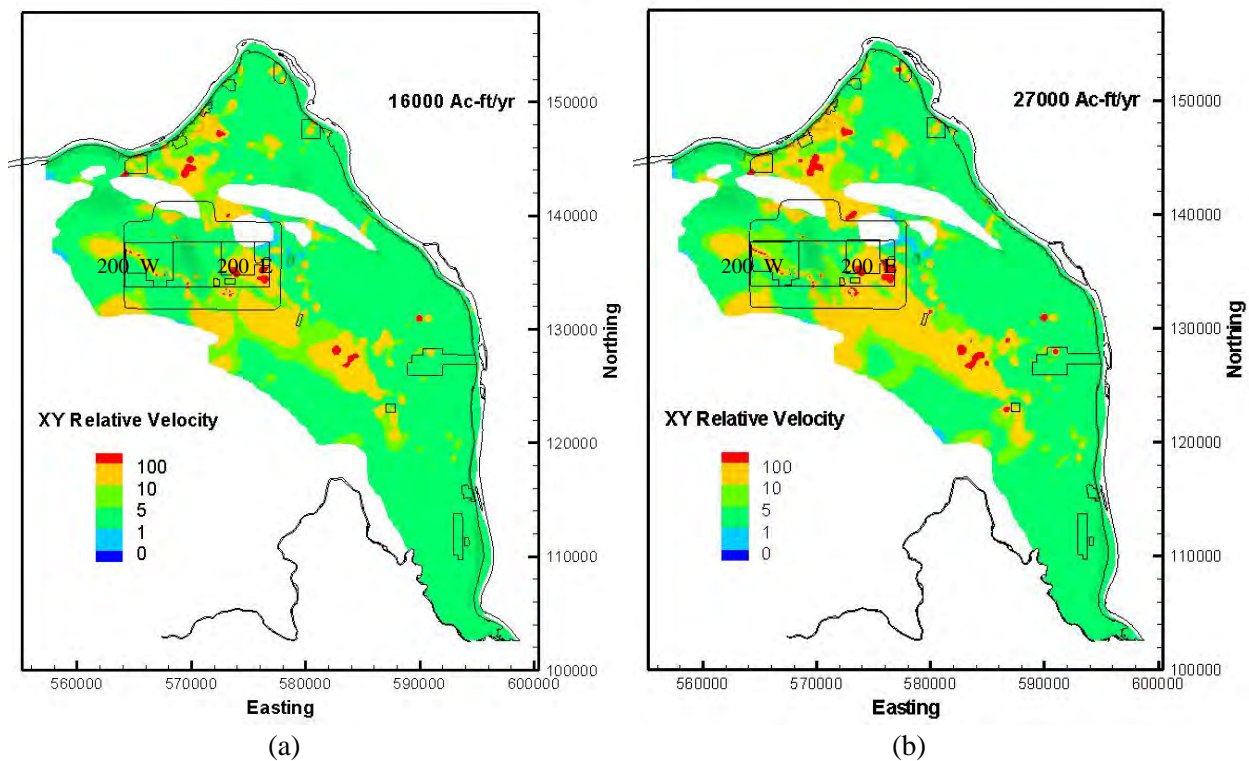 16000 Ac-ft/yr
200 W
200 E
XY Relative Velocity
100
10
5
1
0
150000
140000
130000
120000
110000
100000
Northing
560000 570000 580000 590000 600000
Easting
(a)
27000 Ac-ft/yr
200 W
200 E
XY Relative Velocity
100
10
5
1
0
150000
140000
130000
120000
110000
100000
Northing
560000 570000 580000 590000 600000
Easting
(b)